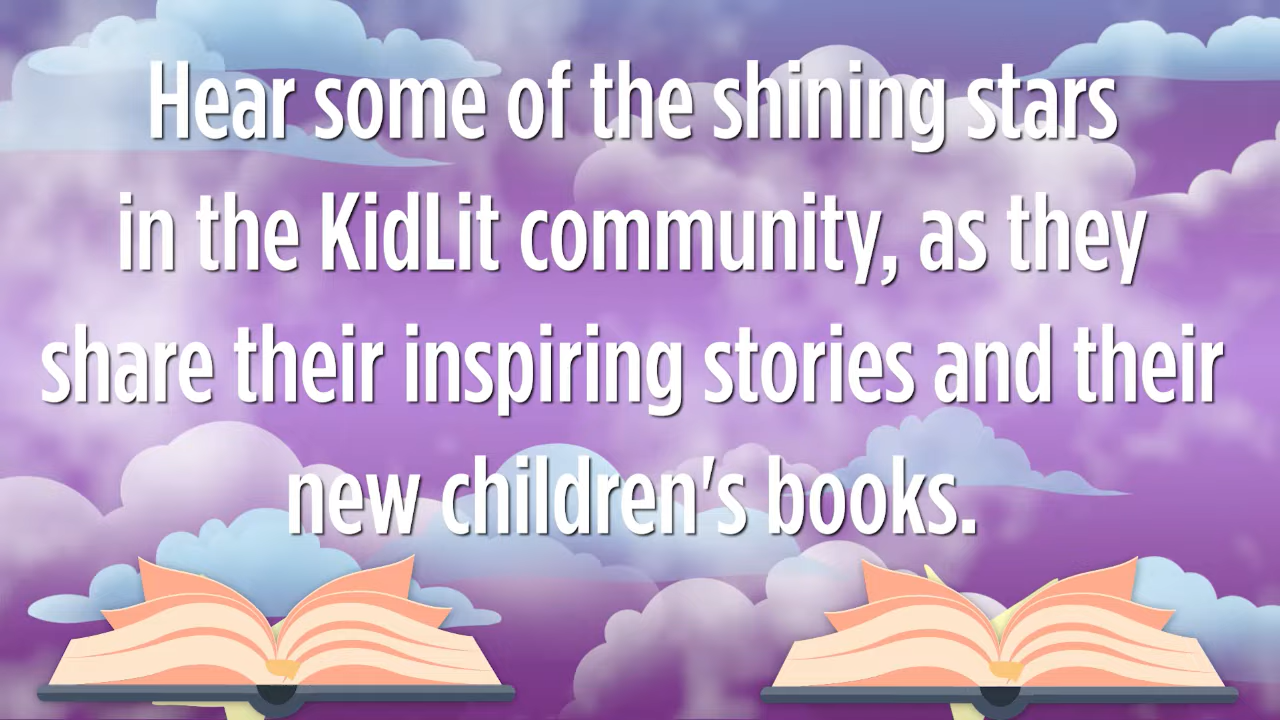 Hear some of the shining stars
in the KidLit community, as they
share their inspiring stories and their
new children's books.